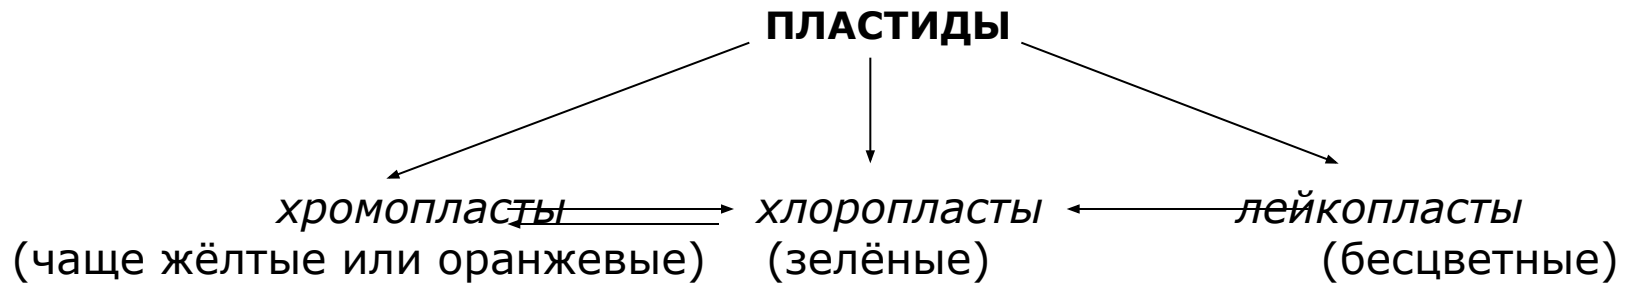 ПЛАСТИДЫ
хромопласты хлоропласты лейкопласты
(чаще жёлтые или оранжевые) (зелёные) (бесцветные)